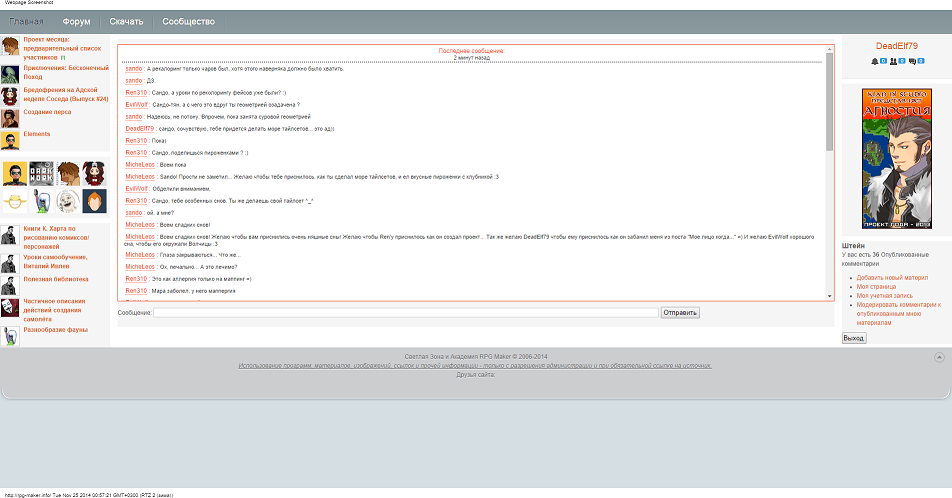 Webpage Screenshot
Главная Форум Скачать Сообщество
Проект месяца:
предварительный список
участников
Приключения: Бесконечный
Поход
Бредофрения на Адской
неделе Соседа (Выпуск #24)
Создание перса
Elements
Книги К. Харта по
рисованию комиксов/
персонажей
Уроки самообучение,
Виталий Ивлев.
Полезная библиотека
Частичное описания
действий создания
самолёта
Разнообразие фауны
Последнее сообщение:
2 минут назад
sando : А рекалоринг только чаров был, хотя этого наверняка должно было хватить.
sando : ДЗ.
Ren310 : Сандо, а уроки по реколорингу фейсов уже были? :)
EvilWolf : Сандо-тян, а с чего это вдруг ты геометрией озадачена ?
sando : Надеюсь, не потону. Впрочем, пока занята суровой геометрией
DeadElf79 : сандо, сочувствую, тебе придется делать море тайлсетов... это ад))
Ren310 : Пока)
Ren310 : Сандо, поделишься пироженками ? :)
MicheLeos : Всем пока
MicheLeos : Sando! Прости не заметил... Желаю чтобы тебе приснилось, как ты сделал море тайлсетов, и ел вкусные пироженки с клубникой :3
EvilWolf : Обделили вниманием.
Ren310 : Сандо, тебе особенных снов. Ты же делаешь свой тайлсет ^_^
sando : ой, а мне?
MicheLeos : Всем сладких снов!
MicheLeos : Всем сладких снов! Желаю чтобы вам приснились очень няшные сны! Желаю чтобы Ren'у приснилось как он создал проект... Так же желаю DeadElf79 чтобы ему приснилось как он забанил меня из поста "Мое лицо когда..." =) И желаю EvilWolf хорошого
сна, чтобы его окружали Волчицы :3
MicheLeos : Глаза закрываються... Что же...
MicheLeos : Ох, печально... А это лечимо?
Ren310 : Это как аллергия только на маппинг =)
Ren310 : Мара заболел, у него маппергия
Сообщение:
Отправить
DeadElf79
0 0 0
АГНОСТИЯ
ПРОЕКТ ГОДА - 2013
Штейн
У вас есть 36 Опубликованные
комментарии
Добавить новый материл
Моя страница
Моя учетная запись
Модерировать комментарии к
опубликованным мною
материалам
Выход
Светлая Зона и Академия RPG Maker © 2006-2014
Использование программ, материалов, изображений, ссылок и прочей информации - только с разрешения администрации и при обязательной ссылке на источник.
Друзья сайта:
http://rpg-maker.info/ Tue Nov 25 2014 00:57:21 GMT+0300 (RTZ 2 (зима))